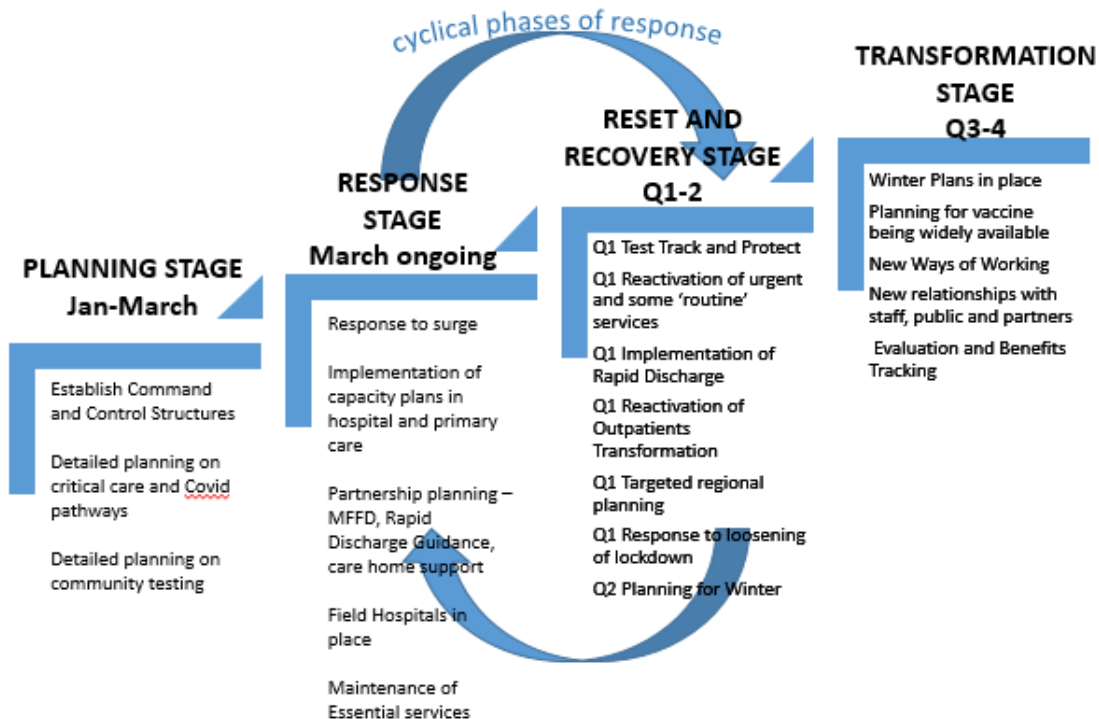 cyclical phases of response
PLANNING STAGE
Jan-March
Establish Command
and Control Structures
Detailed planning on
critical care and Covid
pathways
Detailed planning on
community testing
RESPONSE
STAGE
March ongoing
Response to surge
Implementation of
capacity plans in
hospital and primary
care
Partnership planning –
MFFD, Rapid
Discharge Guidance,
care home support
Field Hospitals in
place
Maintenance of
Essential services
RESET AND
RECOVERY STAGE
Q1-2
Q1 Test Track and Protect
Q1 Reactivation of urgent
and some ‘routine’
services
Q1 Implementation of
Rapid Discharge
Q1 Reactivation of
Outpatients
Transformation
Q1 Targeted regional
planning
Q1 Response to loosening
of lockdown
Q2 Planning for Winter
TRANSFORMATION
STAGE
Q3-4
Winter Plans in place
Planning for vaccine
being widely available
New Ways of Working
New relationships with
staff, public and partners
Evaluation and Benefits
Tracking